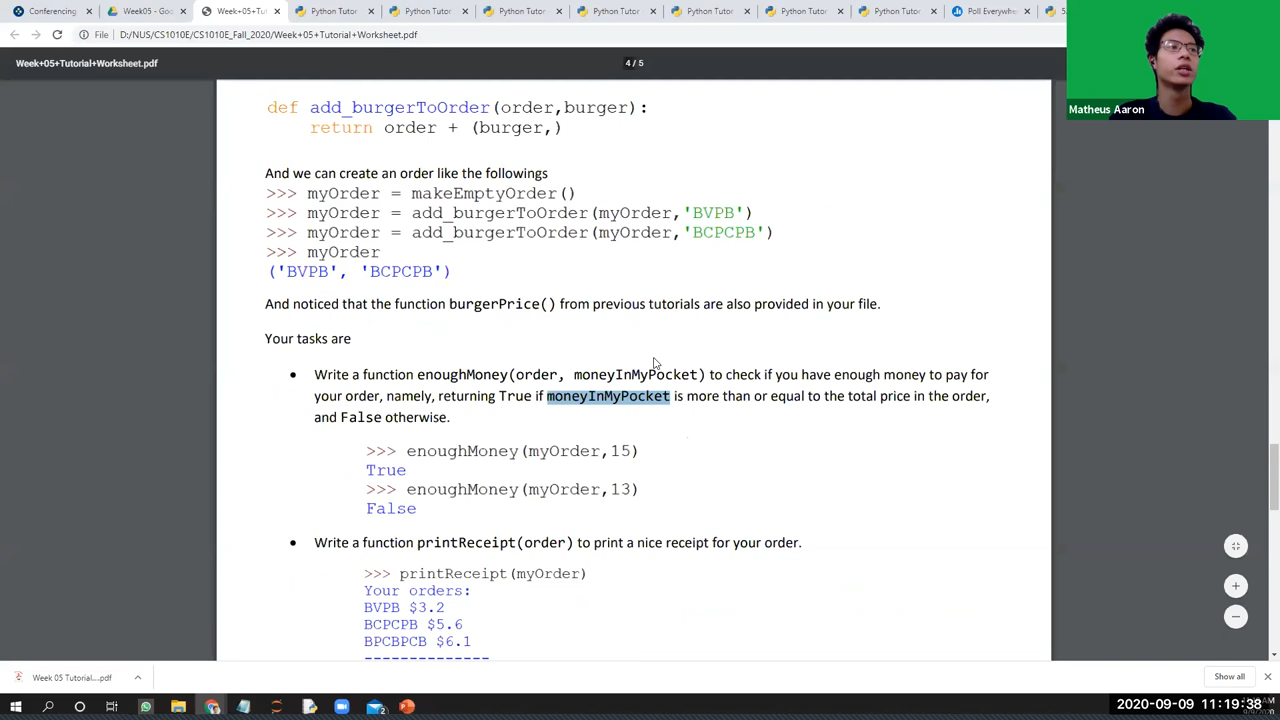 Conferencing
Week05 - Goo
Week+05+Tu
Python Tutor
Python Tutor
Python Tutor
Python Tutor
Python Tutor
Python Tutor
Python Tutor
Poll Everywhe
File
D:/NUS/CS1010E/CS1010E_Fall_2020/Week+05+Tutorial+Worksheet.pdf
Week+05+Tutorial+Worksheet.pdf
4 / 5
Matheus Aaron
def add_burgerToOrder(order,burger):
return order + (burger,)
And we can create an order like the followings
>>> myOrder = makeEmptyOrder()
>>> myOrder = add_burgerToOrder(myOrder,'BVPB')
>>> myOrder = add_burgerToOrder(myOrder,'BCPCPB')
>>> myOrder
('BVPB', 'BCPCPB')
And noticed that the function burgerPrice() from previous tutorials are also provided in your file.
Your tasks are
• Write a function enoughMoney(order, moneyInMyPocket) to check if you have enough money to pay for
your order, namely, returning True if moneyInMyPocket is more than or equal to the total price in the order,
and False otherwise.
>>> enoughMoney(myOrder,15)
True
>>> enoughMoney(myOrder,13)
False
• Write a function printReceipt(order) to print a nice receipt for your order.
>>> printReceipt(myOrder)
Your orders:
BVPB $3.2
BCPCPB $5.6
BPCBPCB $6.1
--------------
Week 05 Tutorial....pdf
Show all
2020-09-09 11:19:38